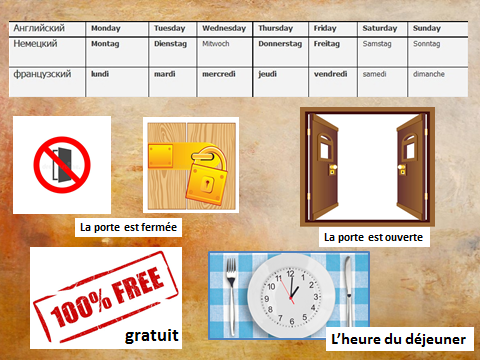 Английский Monday Tuesday Wednesday Thursday Friday Saturday Sunday
Немецкий Montag Dienstag Mittwoch Donnerstag Freitag Samstag Sonntag
французский lundi mardi mercredi jeudi vendredi samedi dimanche
La porte est fermée
La porte est ouverte
100% FREE
gratuit
L’heure du déjeuner